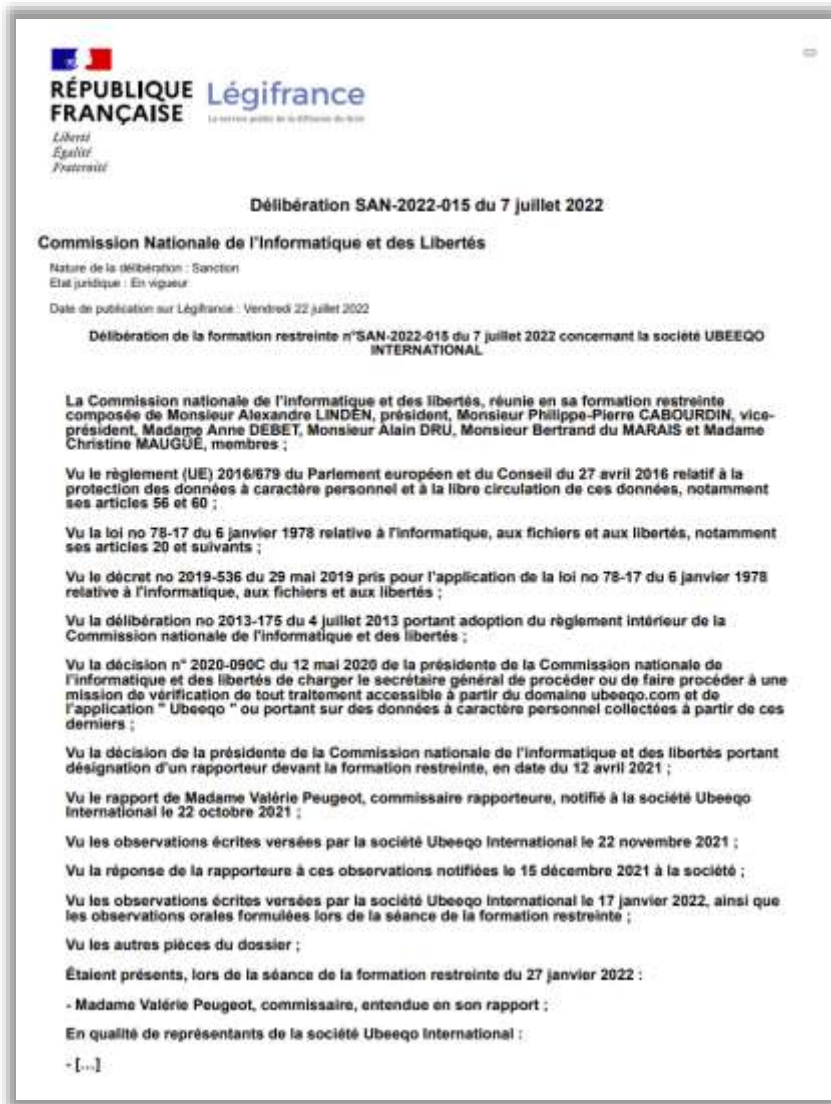 RÉPUBLIQUE
FRANÇAISE
Liberté
Égalité
Fraternité
Légifrance
Le service public de la diffusion du droit
Délibération SAN-2022-015 du 7 juillet 2022
Commission Nationale de l'Informatique et des Libertés
Nature de la délibération : Sanction
Etat juridique : En vigueur
Date de publication sur Légifrance : Vendredi 22 juillet 2022
Délibération de la formation restreinte n°SAN-2022-015 du 7 juillet 2022 concernant la société UBEEQO
INTERNATIONAL
La Commission nationale de l'informatique et des libertés, réunie en sa formation restreinte
composée de Monsieur Alexandre LINDEN, président, Monsieur Philippe-Pierre CABOURDIN, vice-
président, Madame Anne DEBET, Monsieur Alain DRU, Monsieur Bertrand du MARAIS et Madame
Christine MAUGÜÉ, membres ;
Vu le règlement (UE) 2016/679 du Parlement européen et du Conseil du 27 avril 2016 relatif à la
protection des données à caractère personnel et à la libre circulation de ces données, notamment
ses articles 56 et 60 ;
Vu la loi no 78-17 du 6 janvier 1978 relative à l'informatique, aux fichiers et aux libertés, notamment
ses articles 20 et suivants ;
Vu le décret no 2019-536 du 29 mai 2019 pris pour l'application de la loi no 78-17 du 6 janvier 1978
relative à l'informatique, aux fichiers et aux libertés ;
Vu la délibération no 2013-175 du 4 juillet 2013 portant adoption du règlement intérieur de la
Commission nationale de l'informatique et des libertés ;
Vu la décision n° 2020-090C du 12 mai 2020 de la présidente de la Commission nationale de
l'informatique et des libertés de charger le secrétaire général de procéder ou de faire procéder à une
mission de vérification de tout traitement accessible à partir du domaine ubeeqo.com et de
l'application " Ubeeqo " ou portant sur des données à caractère personnel collectées à partir de ces
derniers ;
Vu la décision de la présidente de la Commission nationale de l'informatique et des libertés portant
désignation d'un rapporteur devant la formation restreinte, en date du 12 avril 2021 ;
Vu le rapport de Madame Valérie Peugeot, commissaire rapporteure, notifié à la société Ubeeqo
International le 22 octobre 2021 ;
Vu les observations écrites versées par la société Ubeeqo International le 22 novembre 2021 ;
Vu la réponse de la rapporteure à ces observations notifiées le 15 décembre 2021 à la société ;
Vu les observations écrites versées par la société Ubeeqo International le 17 janvier 2022, ainsi que
les observations orales formulées lors de la séance de la formation restreinte ;
Vu les autres pièces du dossier ;
Étaient présents, lors de la séance de la formation restreinte du 27 janvier 2022 :
- Madame Valérie Peugeot, commissaire, entendue en son rapport ;
En qualité de représentants de la société Ubeeqo International :
- [...]